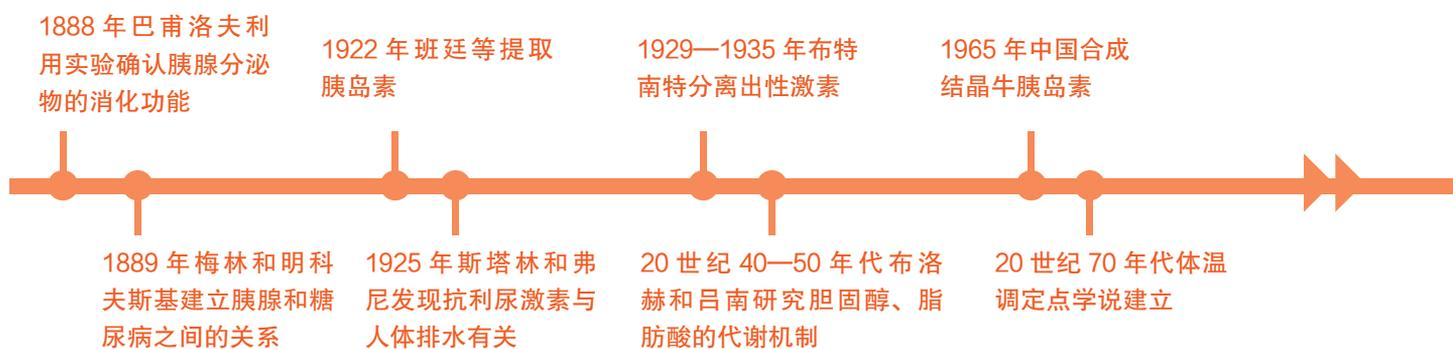 1888 年巴甫洛夫利
用实验确认胰腺分泌
物的消化功能
1922 年班廷等提取
胰岛素
1929—1935 年布特
南特分离出性激素
1965 年中国合成
结晶牛胰岛素
1889 年梅林和明科
夫斯基建立胰腺和糖
尿病之间的关系
1925 年斯塔林和弗
尼发现抗利尿激素与
人体排水有关
20 世纪 40—50 年代布洛
赫和吕南研究胆固醇、脂
肪酸的代谢机制
20 世纪 70 年代体温
调定点学说建立